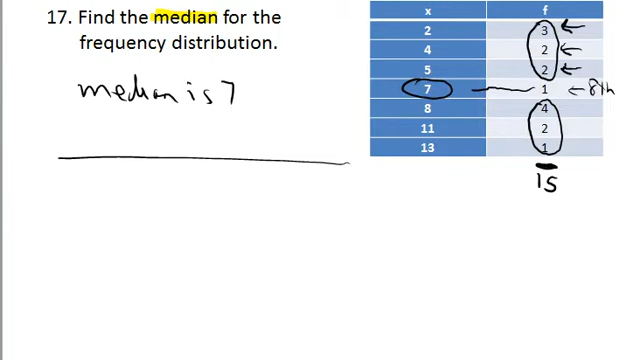 17. Find the median for the
frequency distribution.
median is 7
x f
2 3
4 2
5 2
7 1 8th
8 4
11 2
13 1
15